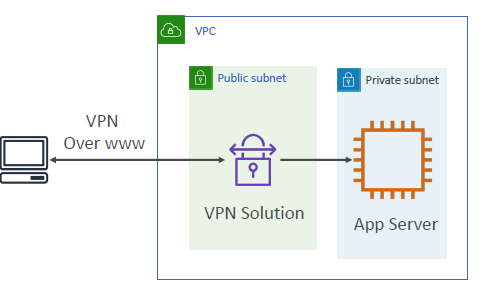 VPC
Public subnet
Private subnet
VPN
Over www
VPN Solution
App Server